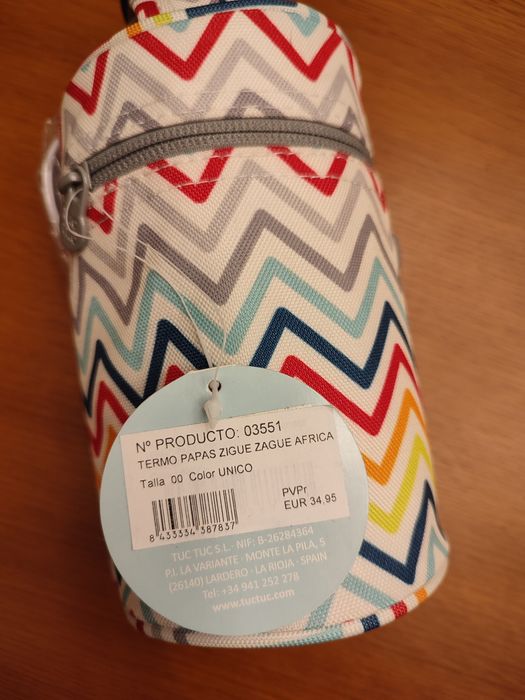 Nº PRODUCTO: 03551
TERMO PAPAS ZIGUE ZAGUE AFRICA
Talla 00 Color UNICO
PVPr
EUR 34,95
8 433334 387837
TUC TUC S.L.- NIF: B-26284364
P.I. LA VARIANTE · MONTE LA PILA, 5
(26140) LARDERO - LA RIOJA - SPAIN
Tel: +34 941 252 278
www.tuctuc.com